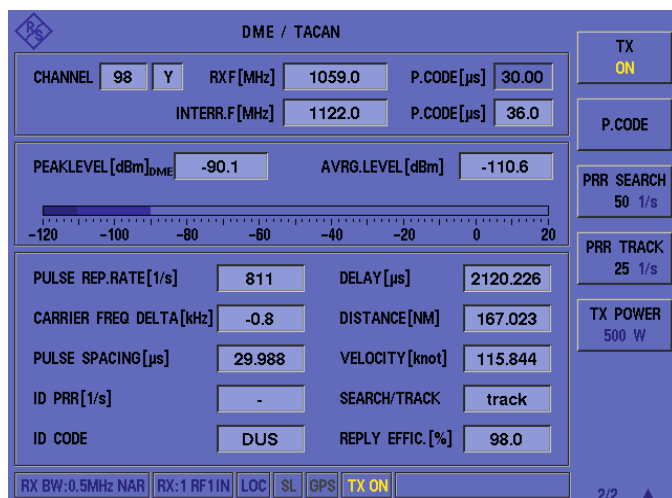 R/S
DME / TACAN
CHANNEL 98 Y RXF[MHz] 1059.0 P.CODE[µs] 30.00
INTERR.F[MHz] 1122.0 P.CODE[µs] 36.0
PEAKLEVEL[dBm]DME -90.1 AVRG.LEVEL[dBm] -110.6
-120 -100 -80 -60 -40 -20 0 20
PULSE REP.RATE[1/s] 811 DELAY[µs] 2120.226
CARRIER FREQ DELTA[kHz] -0.8 DISTANCE[NM] 167.023
PULSE SPACING[µs] 29.988 VELOCITY[knot] 115.844
ID PRR[1/s] - SEARCH/TRACK track
ID CODE DUS REPLY EFFIC.[%] 98.0
RX BW:0.5MHz NAR RX:1 RF1IN LOC SL GPS TX ON
TX
ON
P.CODE
PRR SEARCH
50 1/s
PRR TRACK
25 1/s
TX POWER
500 W
2/2 ▲